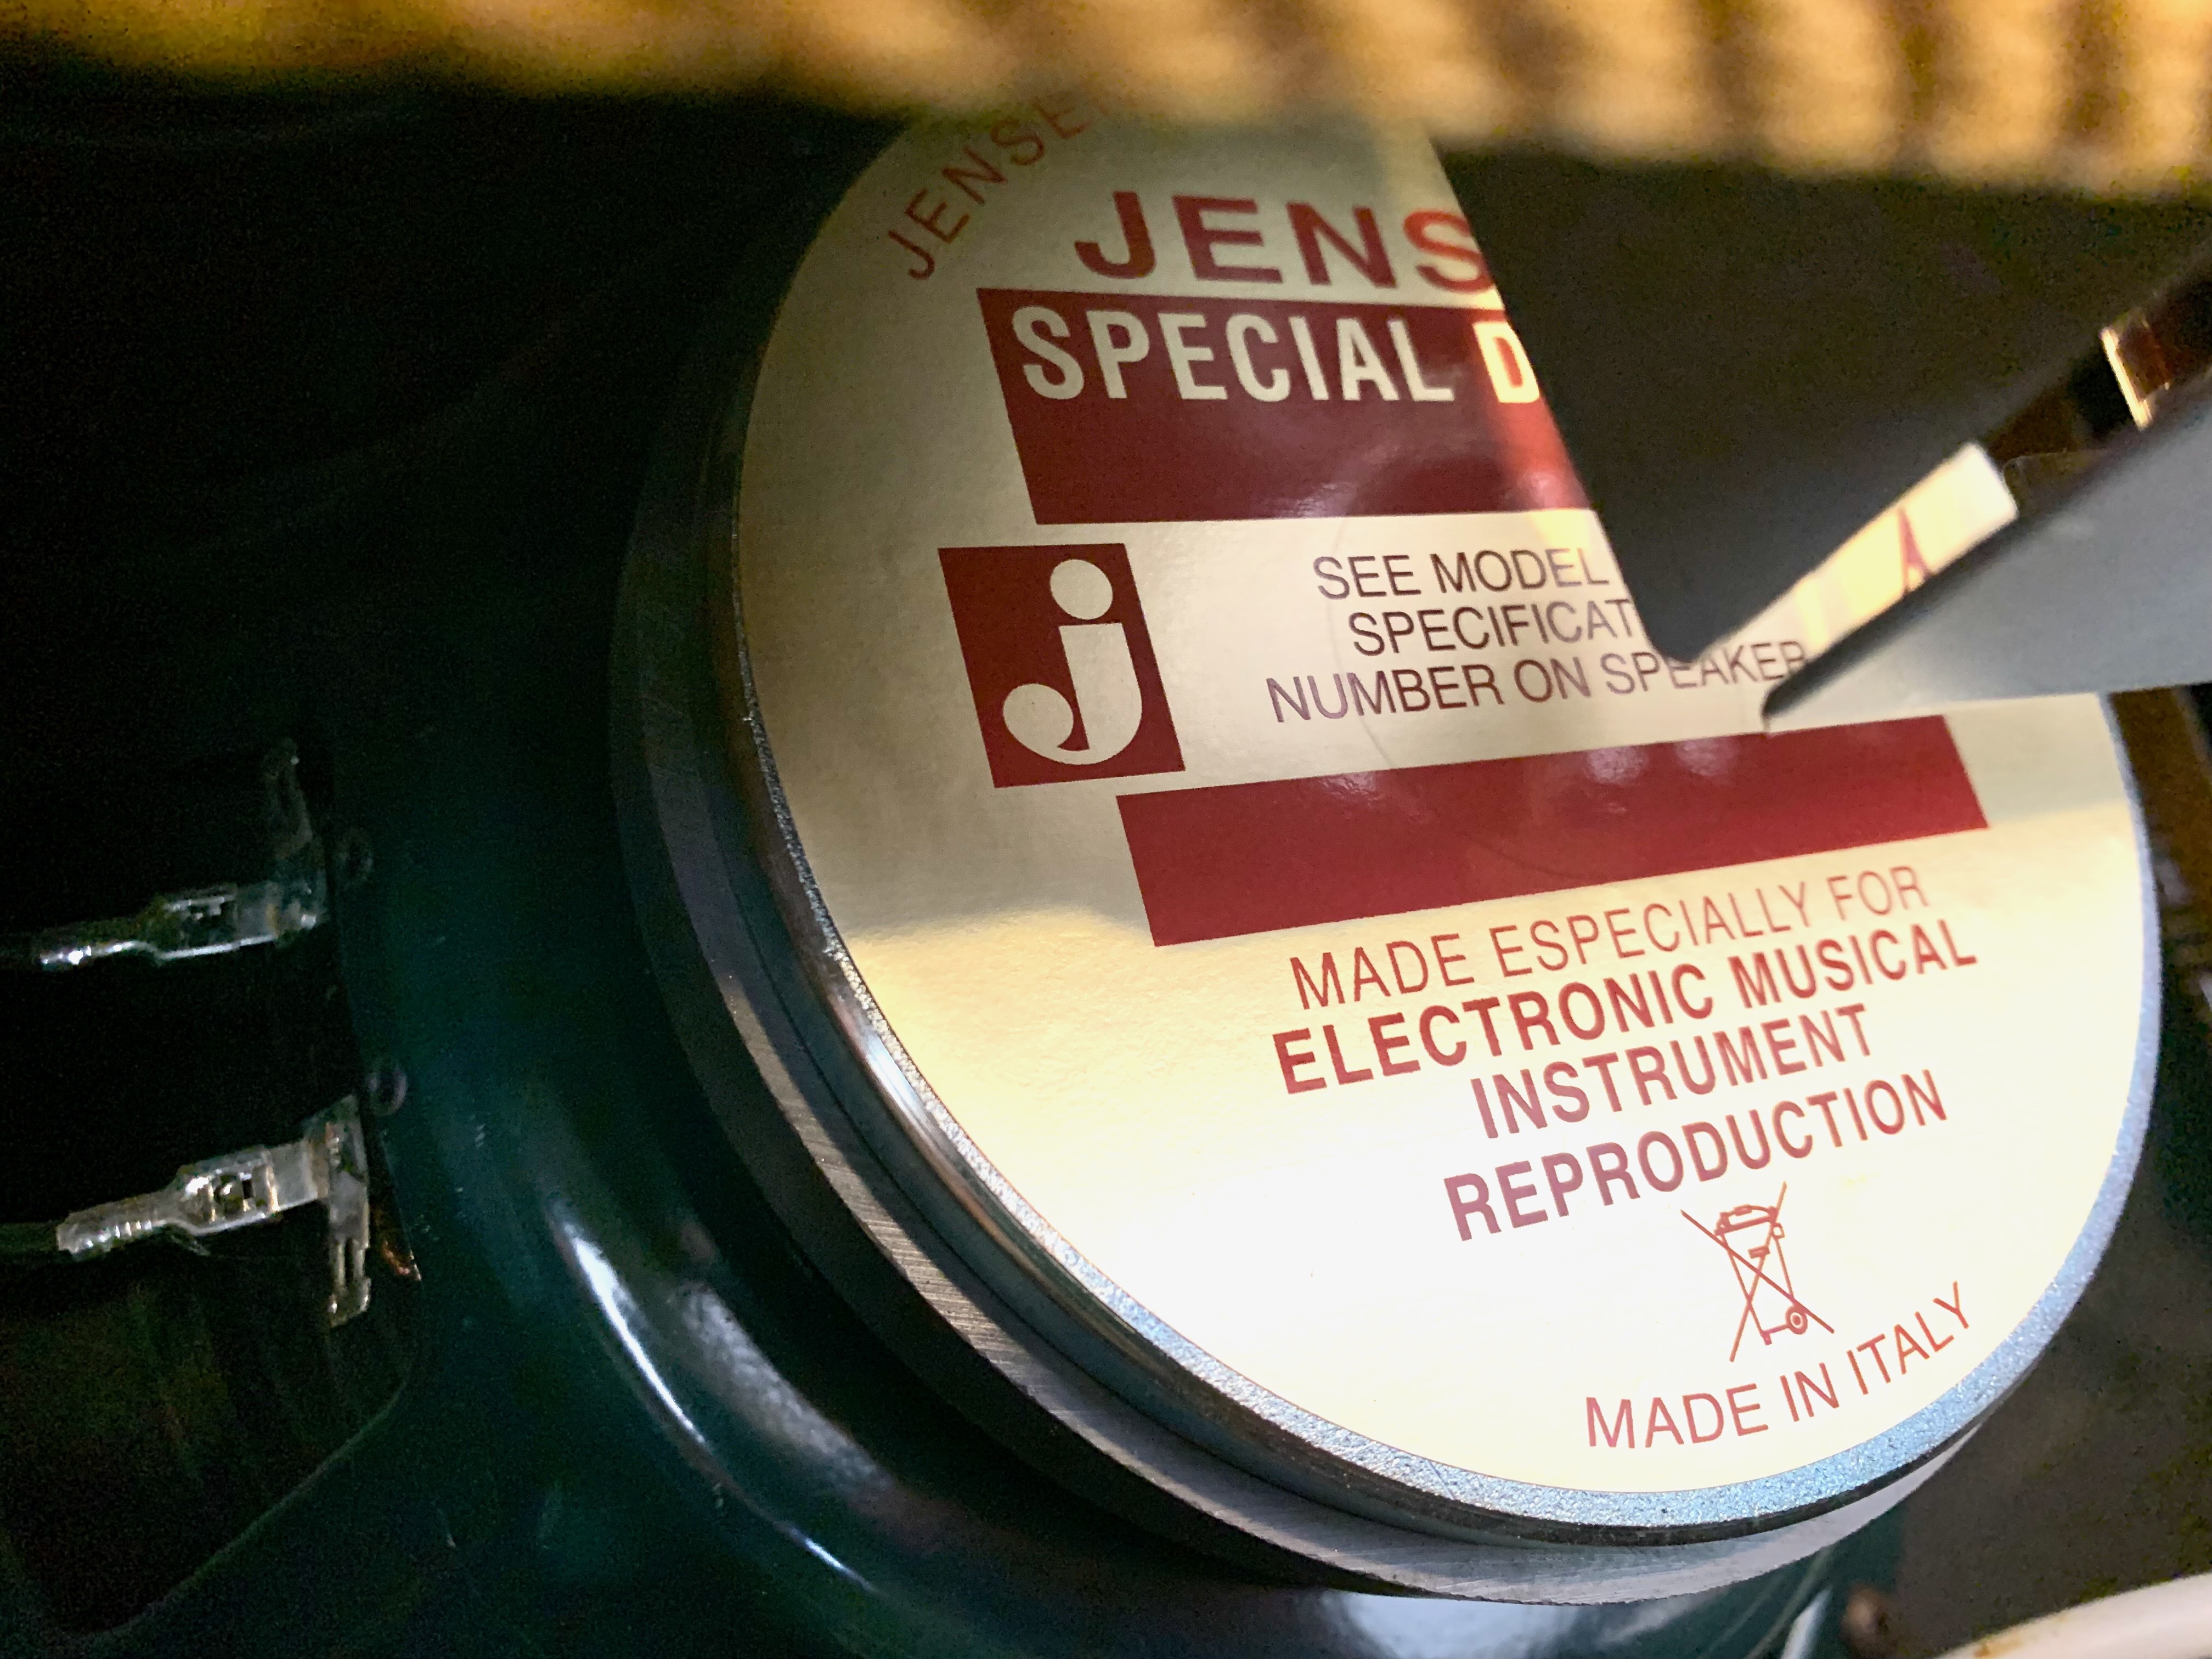 JENSE
JENS
SPECIAL D
j
SEE MODEL
SPECIFICAT
NUMBER ON SPEAKER
MADE ESPECIALLY FOR
ELECTRONIC MUSICAL
INSTRUMENT
REPRODUCTION
MADE IN ITALY